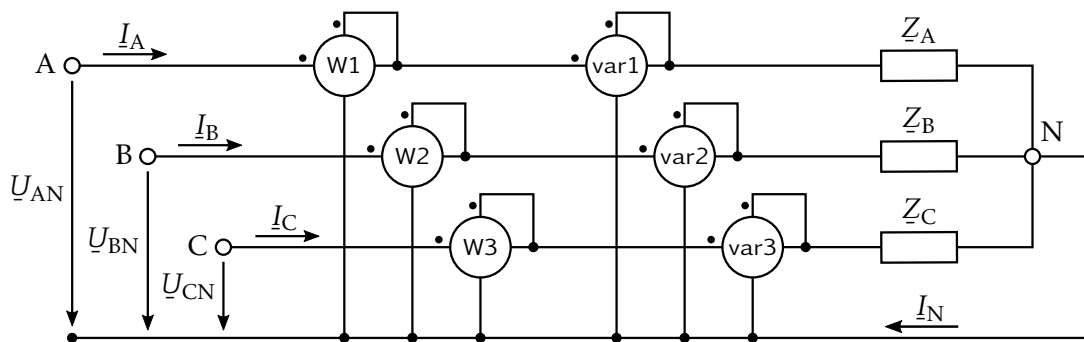 I_A Z_A
A W1 var1
I_B Z_B
B W2 var2 N
U_AN
I_C Z_C
U_BN C W3 var3
U_CN
I_N